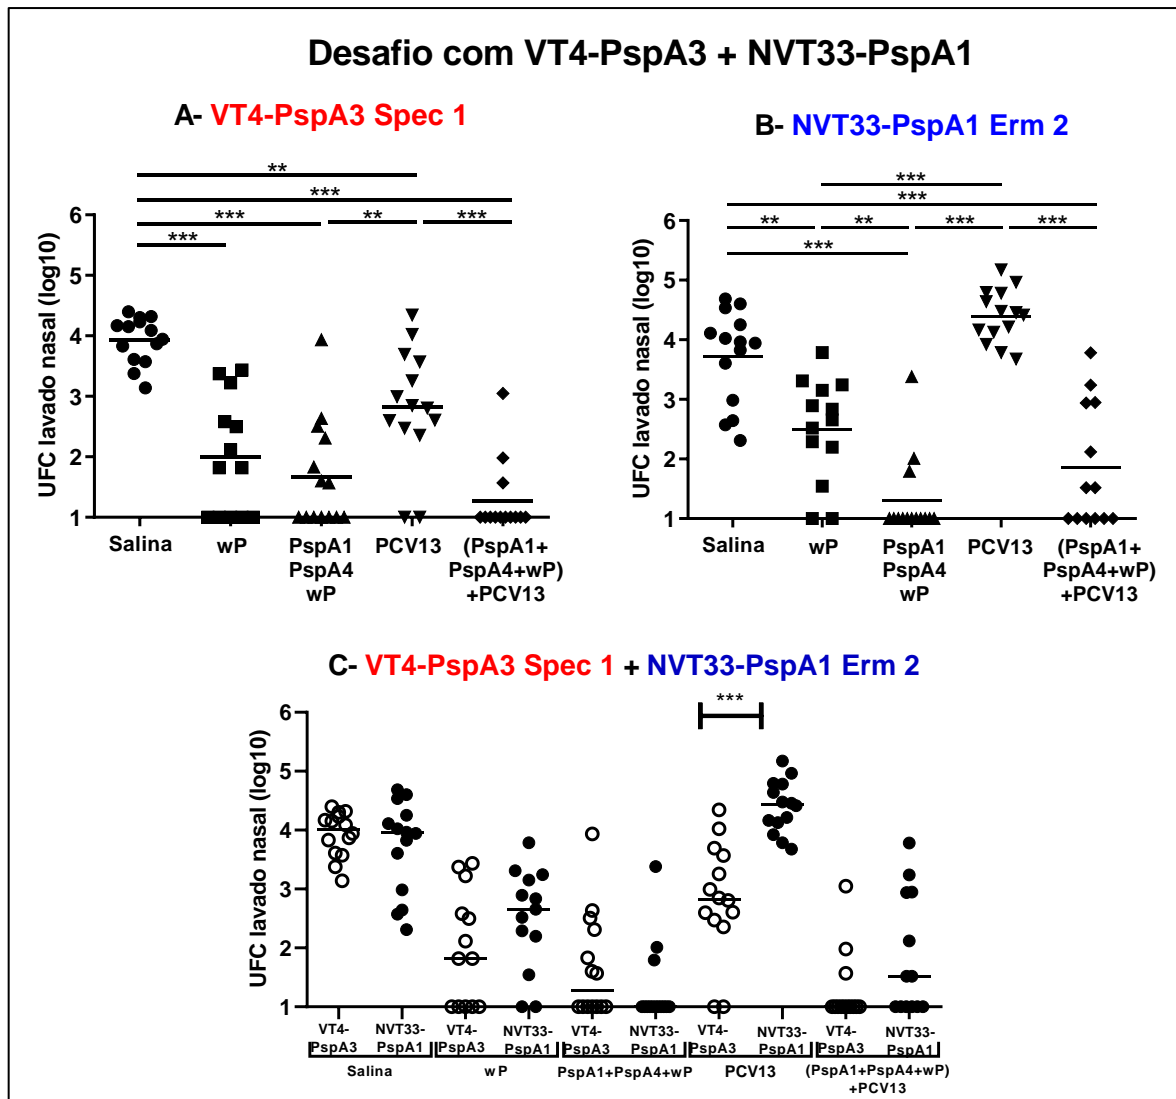 Desafio com VT4-PspA3 + NVT33-PspA1
A- VT4-PspA3 Spec 1
**
***
***
**
***
***
UFC lavado nasal (log10)
6
5
4
3
2
1
Salina
wP
PspA1
PspA4
wP
PCV13
(PspA1+
PspA4+wP)
+PCV13
B- NVT33-PspA1 Erm 2
***
***
**
**
***
***
***
UFC lavado nasal (log10)
6
5
4
3
2
1
Salina
wP
PspA1
PspA4
wP
PCV13
(PspA1+
PspA4+wP)
+PCV13
C- VT4-PspA3 Spec 1 + NVT33-PspA1 Erm 2
***
UFC lavado nasal (log10)
6
5
4
3
2
1
VT4-
PspA3
NVT33-
PspA1
VT4-
PspA3
NVT33-
PspA1
VT4-
PspA3
NVT33-
PspA1
VT4-
PspA3
NVT33-
PspA1
VT4-
PspA3
NVT33-
PspA1
Salina
wP
PspA1+PspA4+wP
PCV13
(PspA1+PspA4+wP)
+PCV13